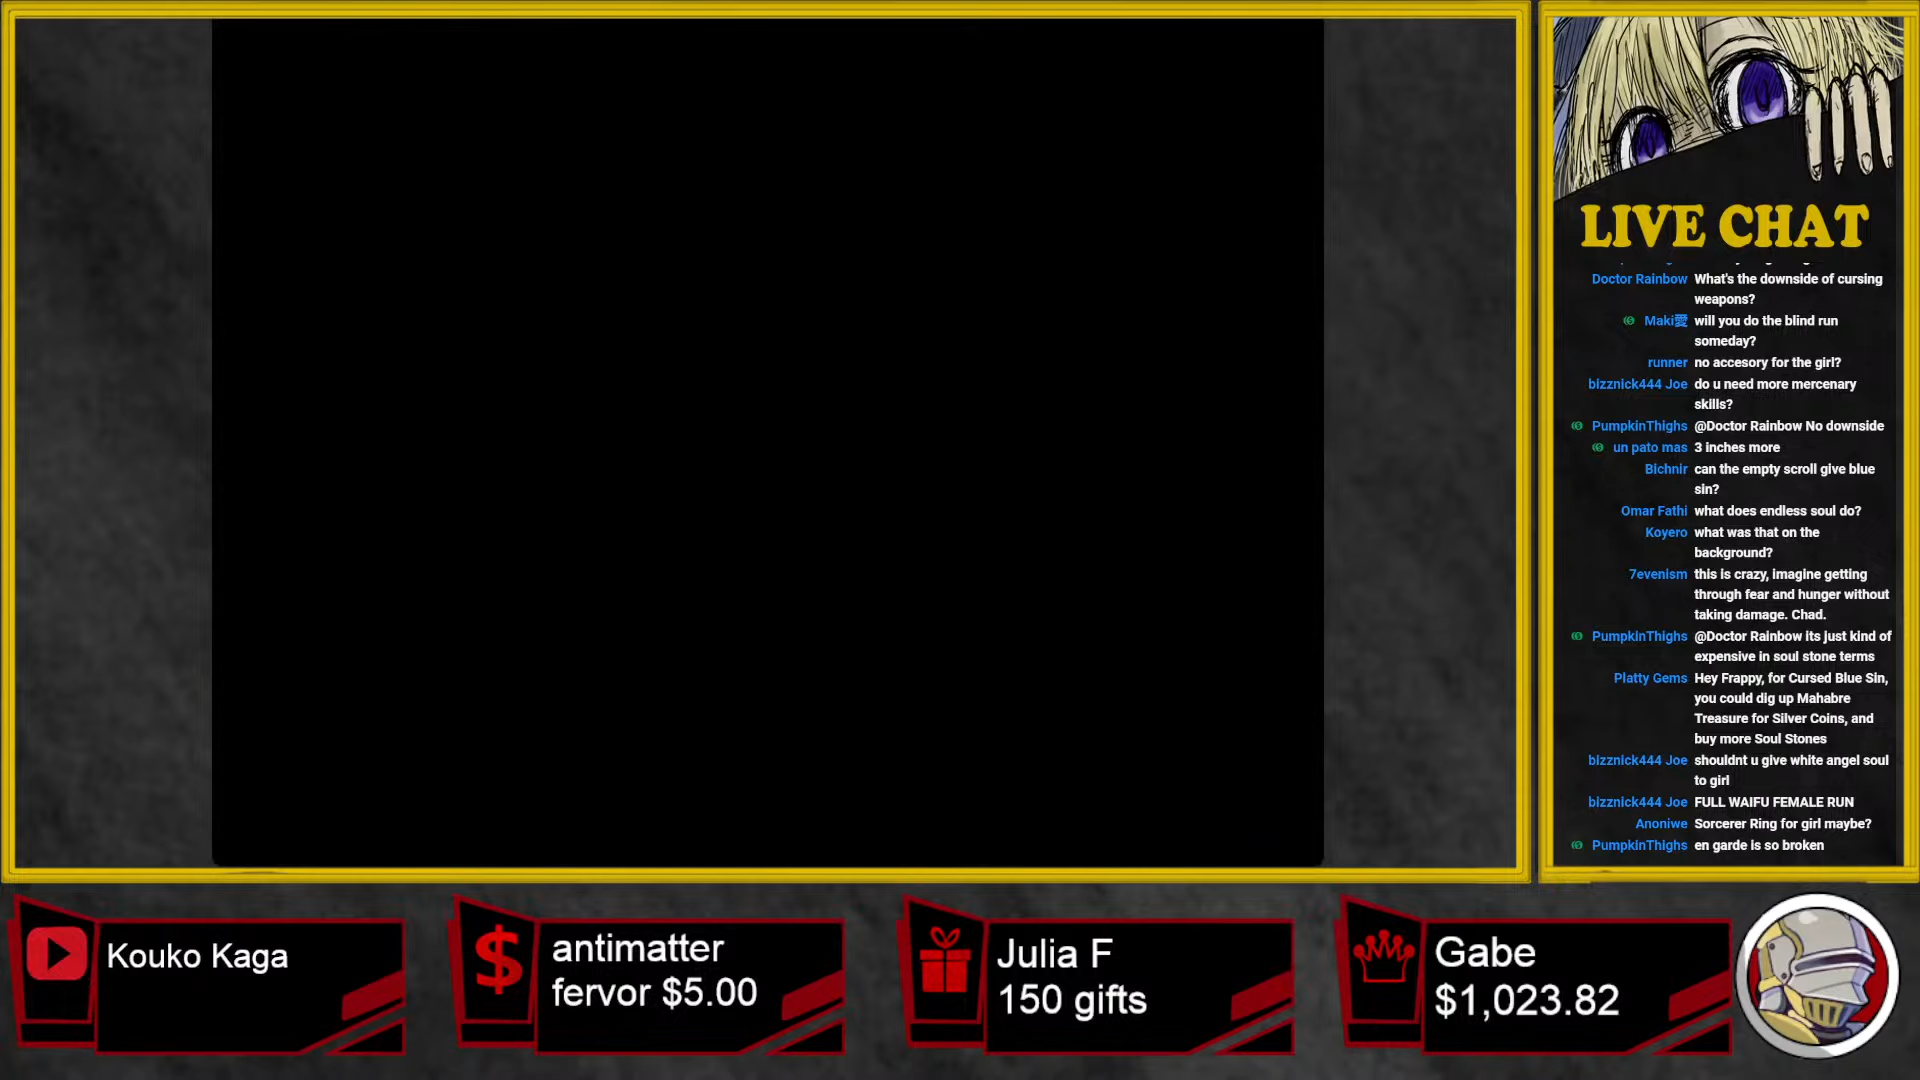 LIVE CHAT
Doctor Rainbow What's the downside of cursing
weapons?
Maki愛 will you do the blind run
someday?
runner no accesory for the girl?
bizznick444 Joe do u need more mercenary
skills?
PumpkinThighs @Doctor Rainbow No downside
un pato mas 3 inches more
Bichnir can the empty scroll give blue
sin?
Omar Fathi what does endless soul do?
Koyero what was that on the
background?
7evenism this is crazy, imagine getting
through fear and hunger without
taking damage. Chad.
PumpkinThighs @Doctor Rainbow its just kind of
expensive in soul stone terms
Platty Gems Hey Frappy, for Cursed Blue Sin,
you could dig up Mahabre
Treasure for Silver Coins, and
buy more Soul Stones
bizznick444 Joe shouldnt u give white angel soul
to girl
bizznick444 Joe FULL WAIFU FEMALE RUN
Anoniwe Sorcerer Ring for girl maybe?
PumpkinThighs en garde is so broken
Kouko Kaga
$
antimatter
fervor $5.00
Julia F
150 gifts
Gabe
$1,023.82